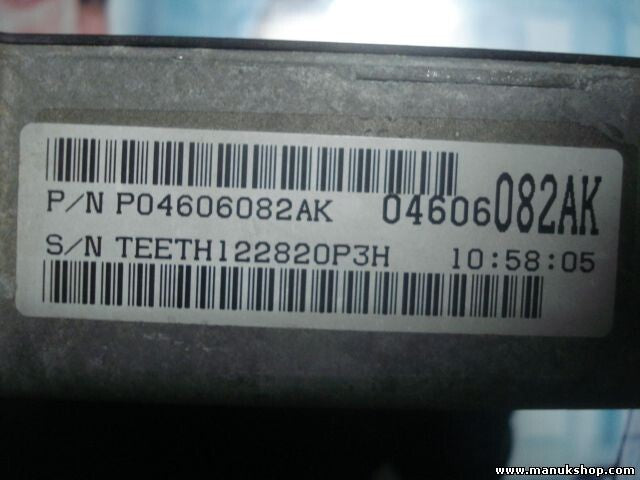 P/N P04606082AK 04606082AK
S/N TEETH122820P3H 10:58:05
www.manukshop.com